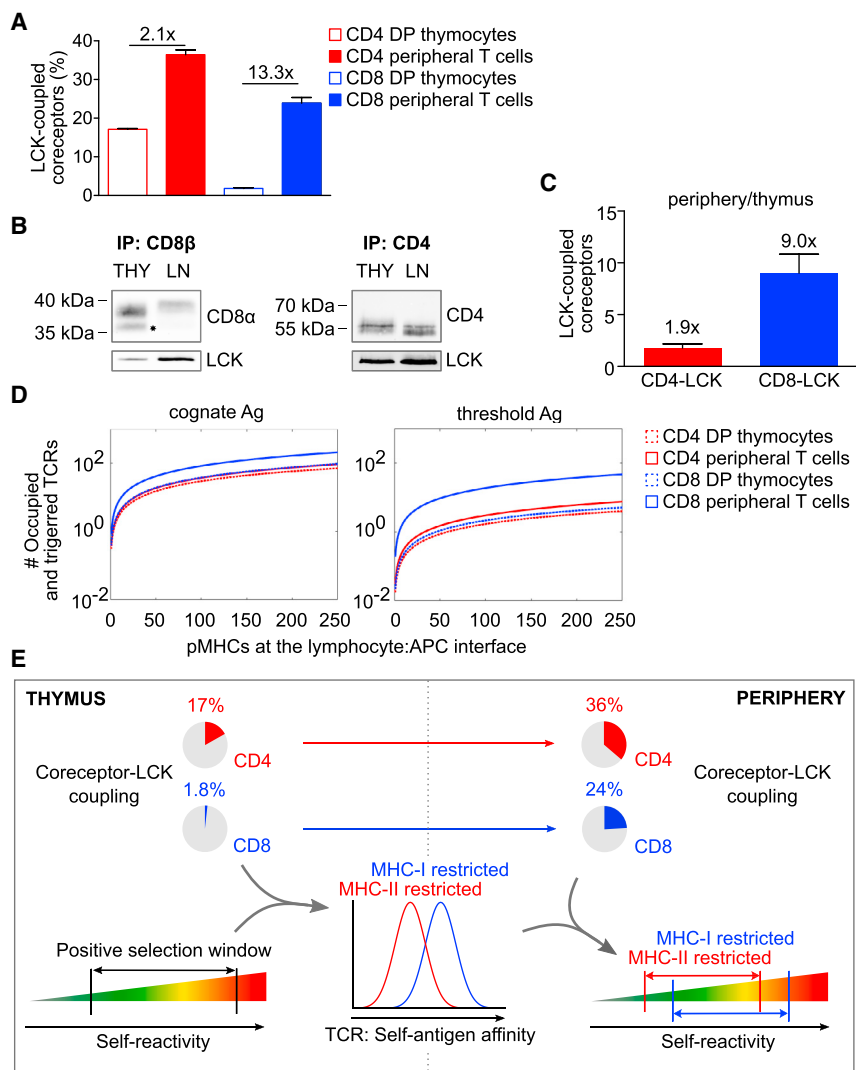 A
LCK-coupled
coreceptors (%)
40
30
20
10
0
2.1x
13.3x
CD4 DP thymocytes
CD4 peripheral T cells
CD8 DP thymocytes
CD8 peripheral T cells
B
IP: CD8β
THY LN
40 kDa
35 kDa
*
CD8α
LCK
IP: CD4
THY LN
70 kDa
55 kDa
CD4
LCK
C
periphery/thymus
LCK-coupled
coreceptors
15
10
5
0
1.9x
9.0x
CD4-LCK
CD8-LCK
D
cognate Ag
threshold Ag
# Occupied
and trigerred TCRs
10²
10⁰
10⁻²
0 50 100 150 200 250
10²
10⁰
10⁻²
0 50 100 150 200 250
pMHCs at the lymphocyte:APC interface
CD4 DP thymocytes
CD4 peripheral T cells
CD8 DP thymocytes
CD8 peripheral T cells
E
THYMUS
PERIPHERY
17%
CD4
36%
CD4
Coreceptor-LCK
coupling
Coreceptor-LCK
coupling
1.8%
CD8
24%
CD8
MHC-I restricted
MHC-II restricted
TCR: Self-antigen affinity
Positive selection window
Self-reactivity
MHC-I restricted
MHC-II restricted
Self-reactivity